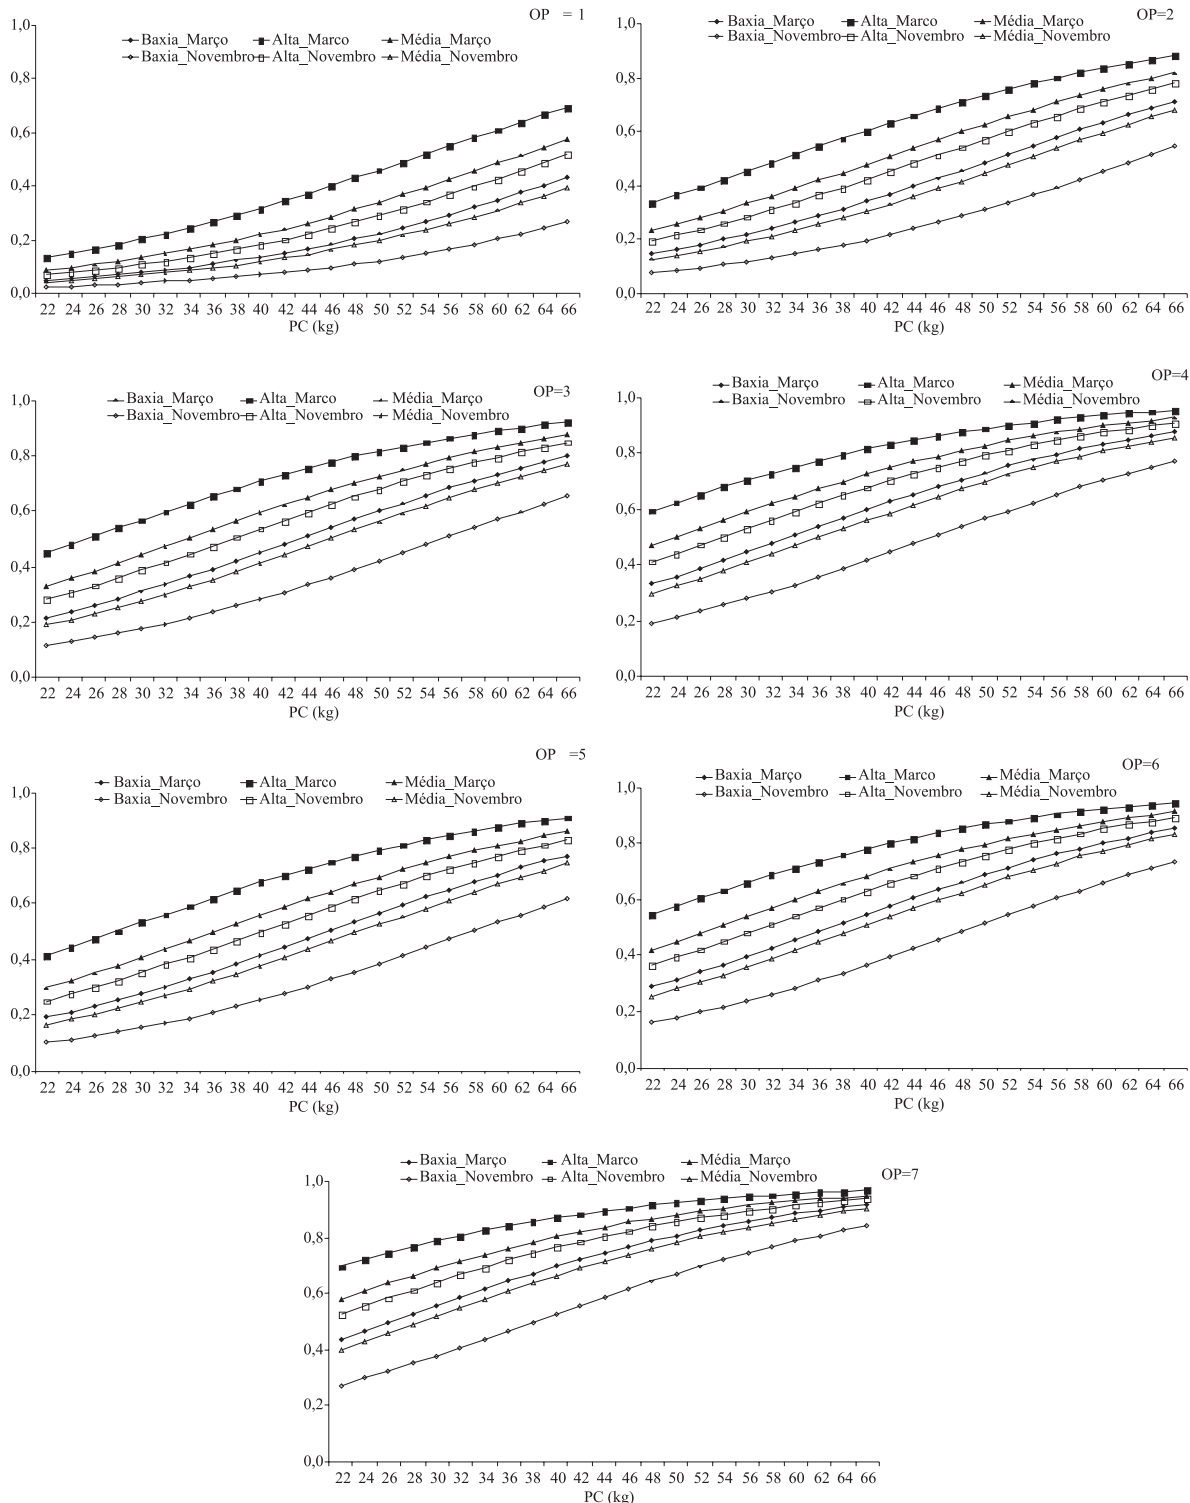 OP = 1
Baxia_Março Alta_Marco Média_Março
Baxia_Novembro Alta_Novembro Média_Novembro
1,0
0,8
0,6
0,4
0,2
0,0
22 24 26 28 30 32 34 36 38 40 42 44 46 48 50 52 54 56 58 60 62 64 66
PC (kg)
OP=2
Baxia_Março Alta_Marco Média_Março
Baxia_Novembro Alta_Novembro Média_Novembro
1,0
0,8
0,6
0,4
0,2
0,0
22 24 26 28 30 32 34 36 38 40 42 44 46 48 50 52 54 56 58 60 62 64 66
PC (kg)
OP=3
Baxia_Março Alta_Marco Média_Março
Baxia_Novembro Alta_Novembro Média_Novembro
1,0
0,8
0,6
0,4
0,2
0,0
22 24 26 28 30 32 34 36 38 40 42 44 46 48 50 52 54 56 58 60 62 64 66
PC (kg)
OP=4
Baxia_Março Alta_Marco Média_Março
Baxia_Novembro Alta_Novembro Média_Novembro
1,0
0,8
0,6
0,4
0,2
0,0
22 24 26 28 30 32 34 36 38 40 42 44 46 48 50 52 54 56 58 60 62 64 66
PC (kg)
OP =5
Baxia_Março Alta_Marco Média_Março
Baxia_Novembro Alta_Novembro Média_Novembro
1,0
0,8
0,6
0,4
0,2
0,0
22 24 26 28 30 32 34 36 38 40 42 44 46 48 50 52 54 56 58 60 62 64 66
PC (kg)
OP=6
Baxia_Março Alta_Marco Média_Março
Baxia_Novembro Alta_Novembro Média_Novembro
1,0
0,8
0,6
0,4
0,2
0,0
22 24 26 28 30 32 34 36 38 40 42 44 46 48 50 52 54 56 58 60 62 64 66
PC (kg)
OP=7
Baxia_Março Alta_Marco Média_Março
Baxia_Novembro Alta_Novembro Média_Novembro
1,0
0,8
0,6
0,4
0,2
0,0
22 24 26 28 30 32 34 36 38 40 42 44 46 48 50 52 54 56 58 60 62 64 66
PC (kg)